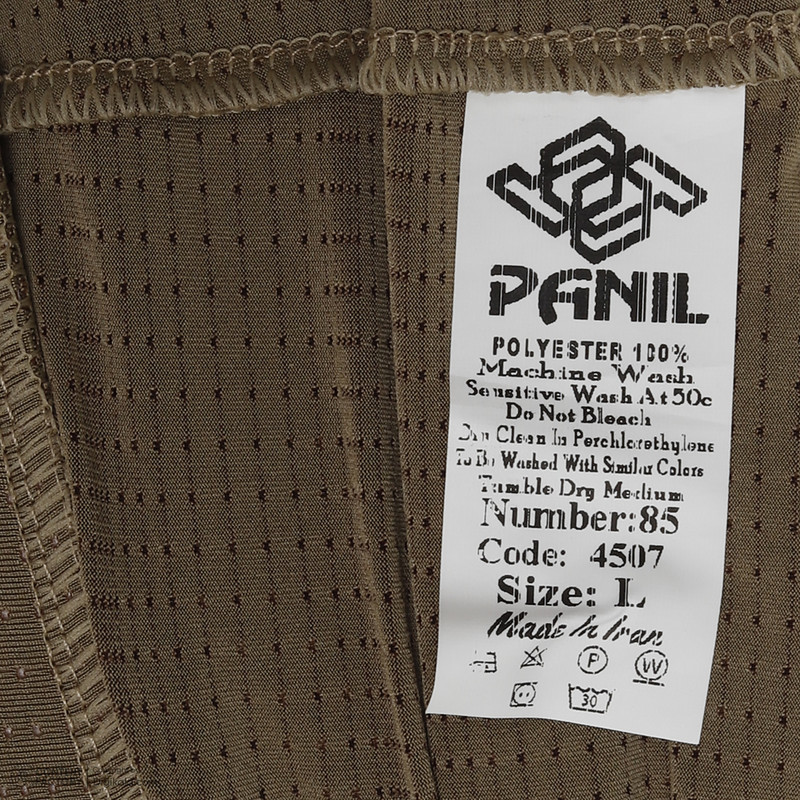 PANIL
POLYESTER 100%
Machine Wash
Sensitive Wash At 50c
Do Not Bleach
Dry Clean In Perchlorethylene
To Be Washed With Similar Colors
Tumble Dry Medium
Number:85
Code: 4507
Size: L
Made In Iran
P W
30